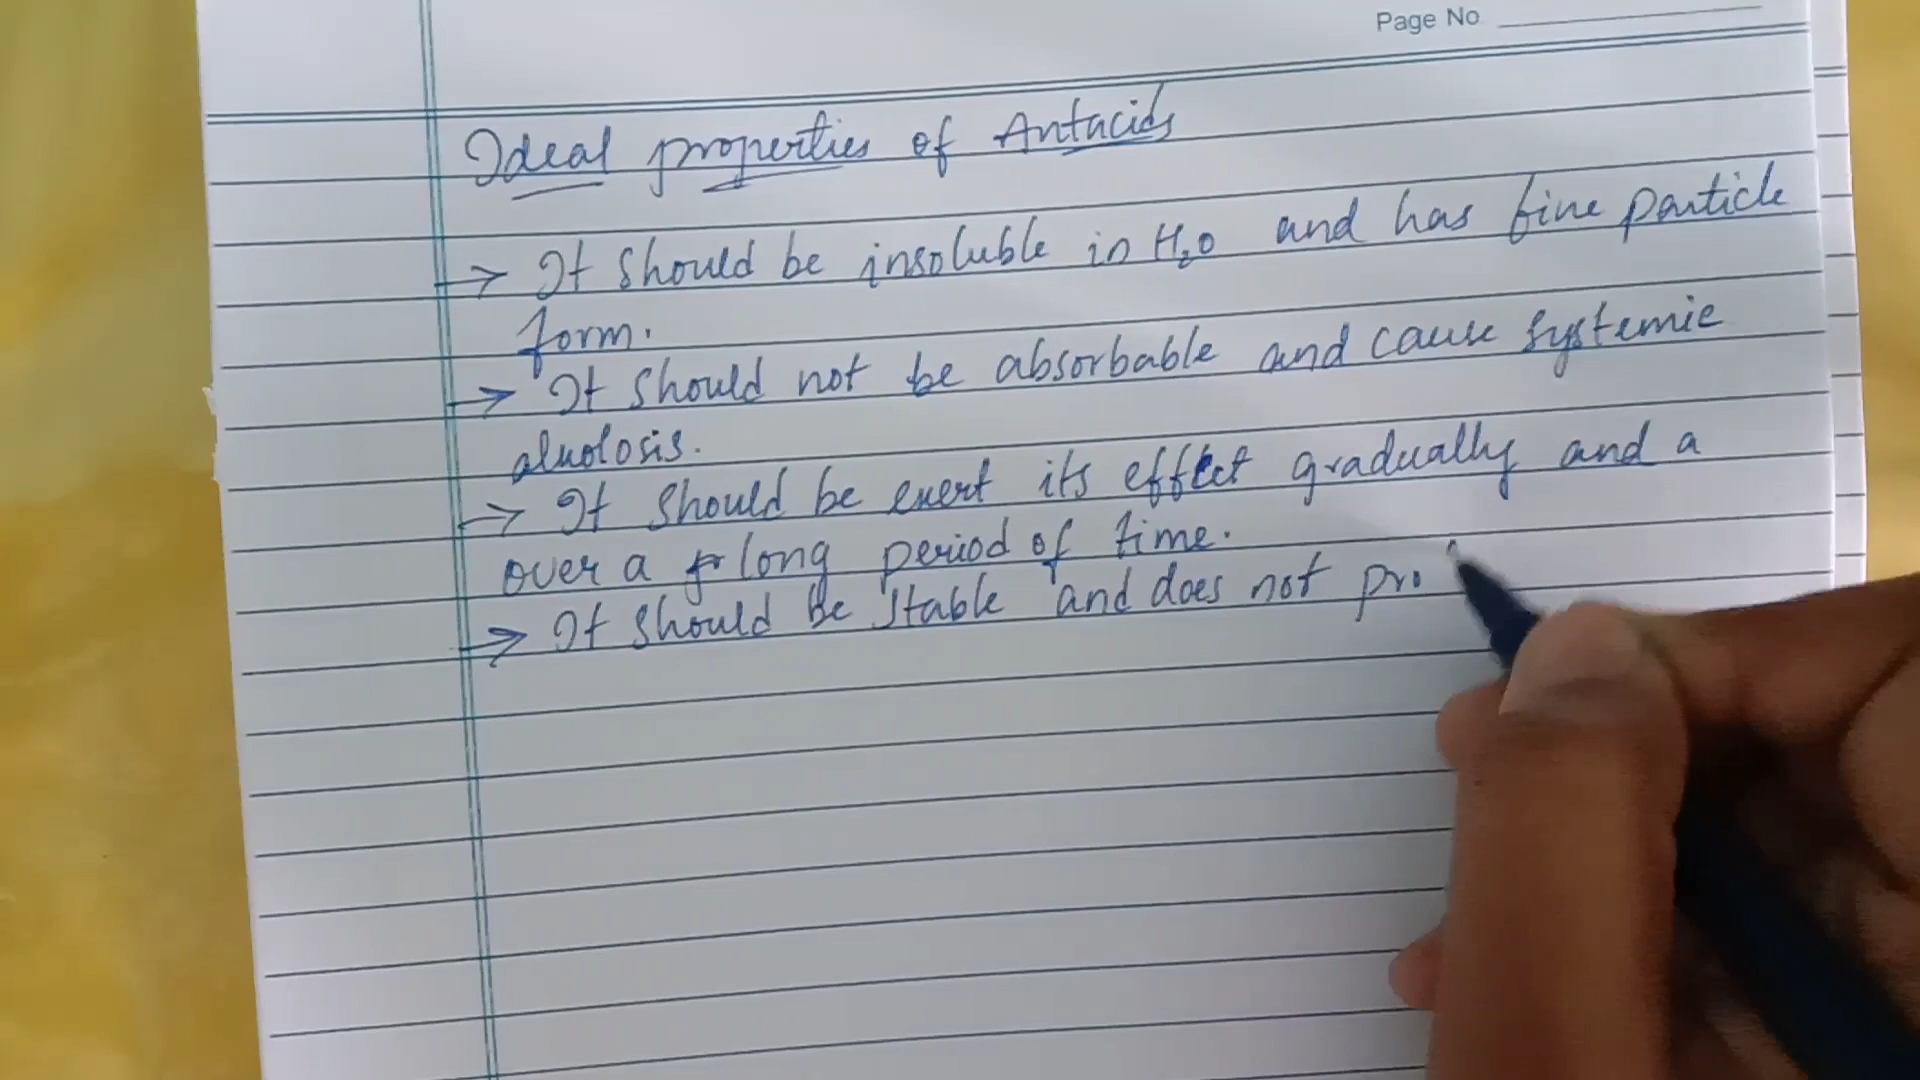 Page No
Ideal properties of Antacids
→ It should be insoluble in H₂O and has fine particle
form.
→ It should not be absorbable and cause systemic
alkolosis.
→ It should be exert its effect gradually and a
over a long period of time.
→ It should be stable and does not pro